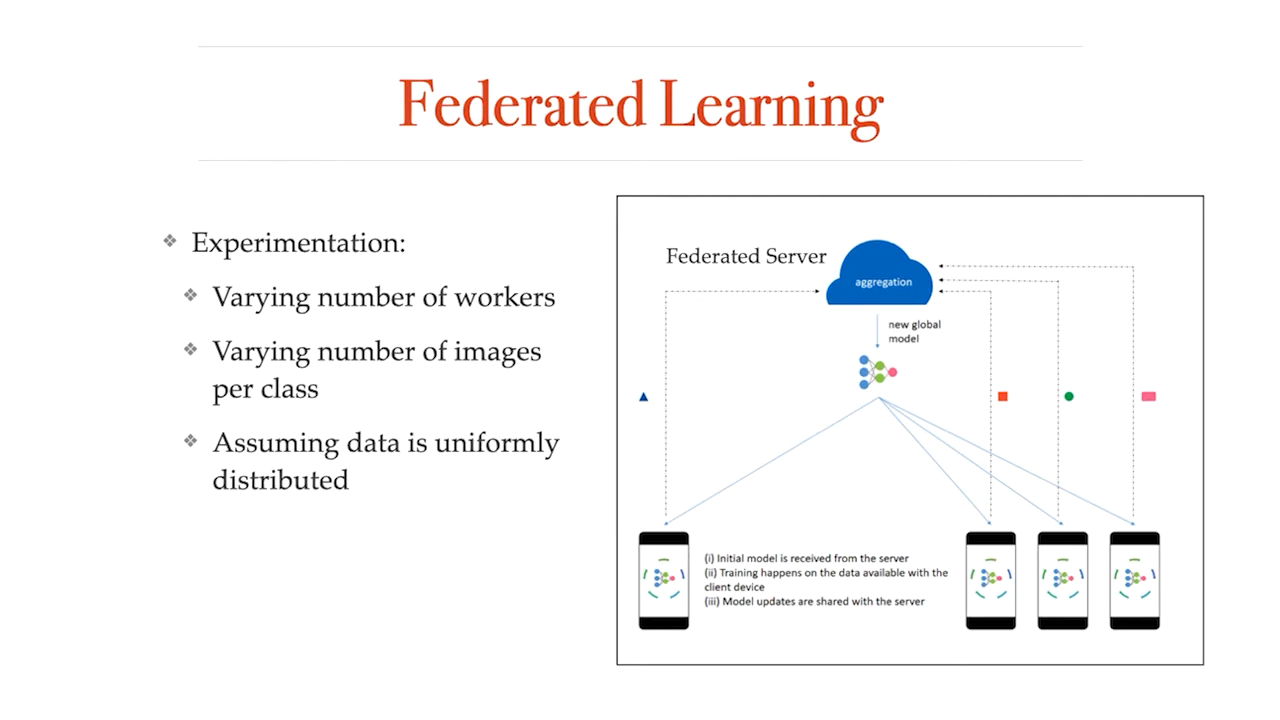 Federated Learning
Experimentation:
Varying number of workers
Varying number of images
per class
Assuming data is uniformly
distributed
Federated Server
aggregation
new global
model
(i) Initial model is received from the server
(ii) Training happens on the data available with the
client device
(iii) Model updates are shared with the server